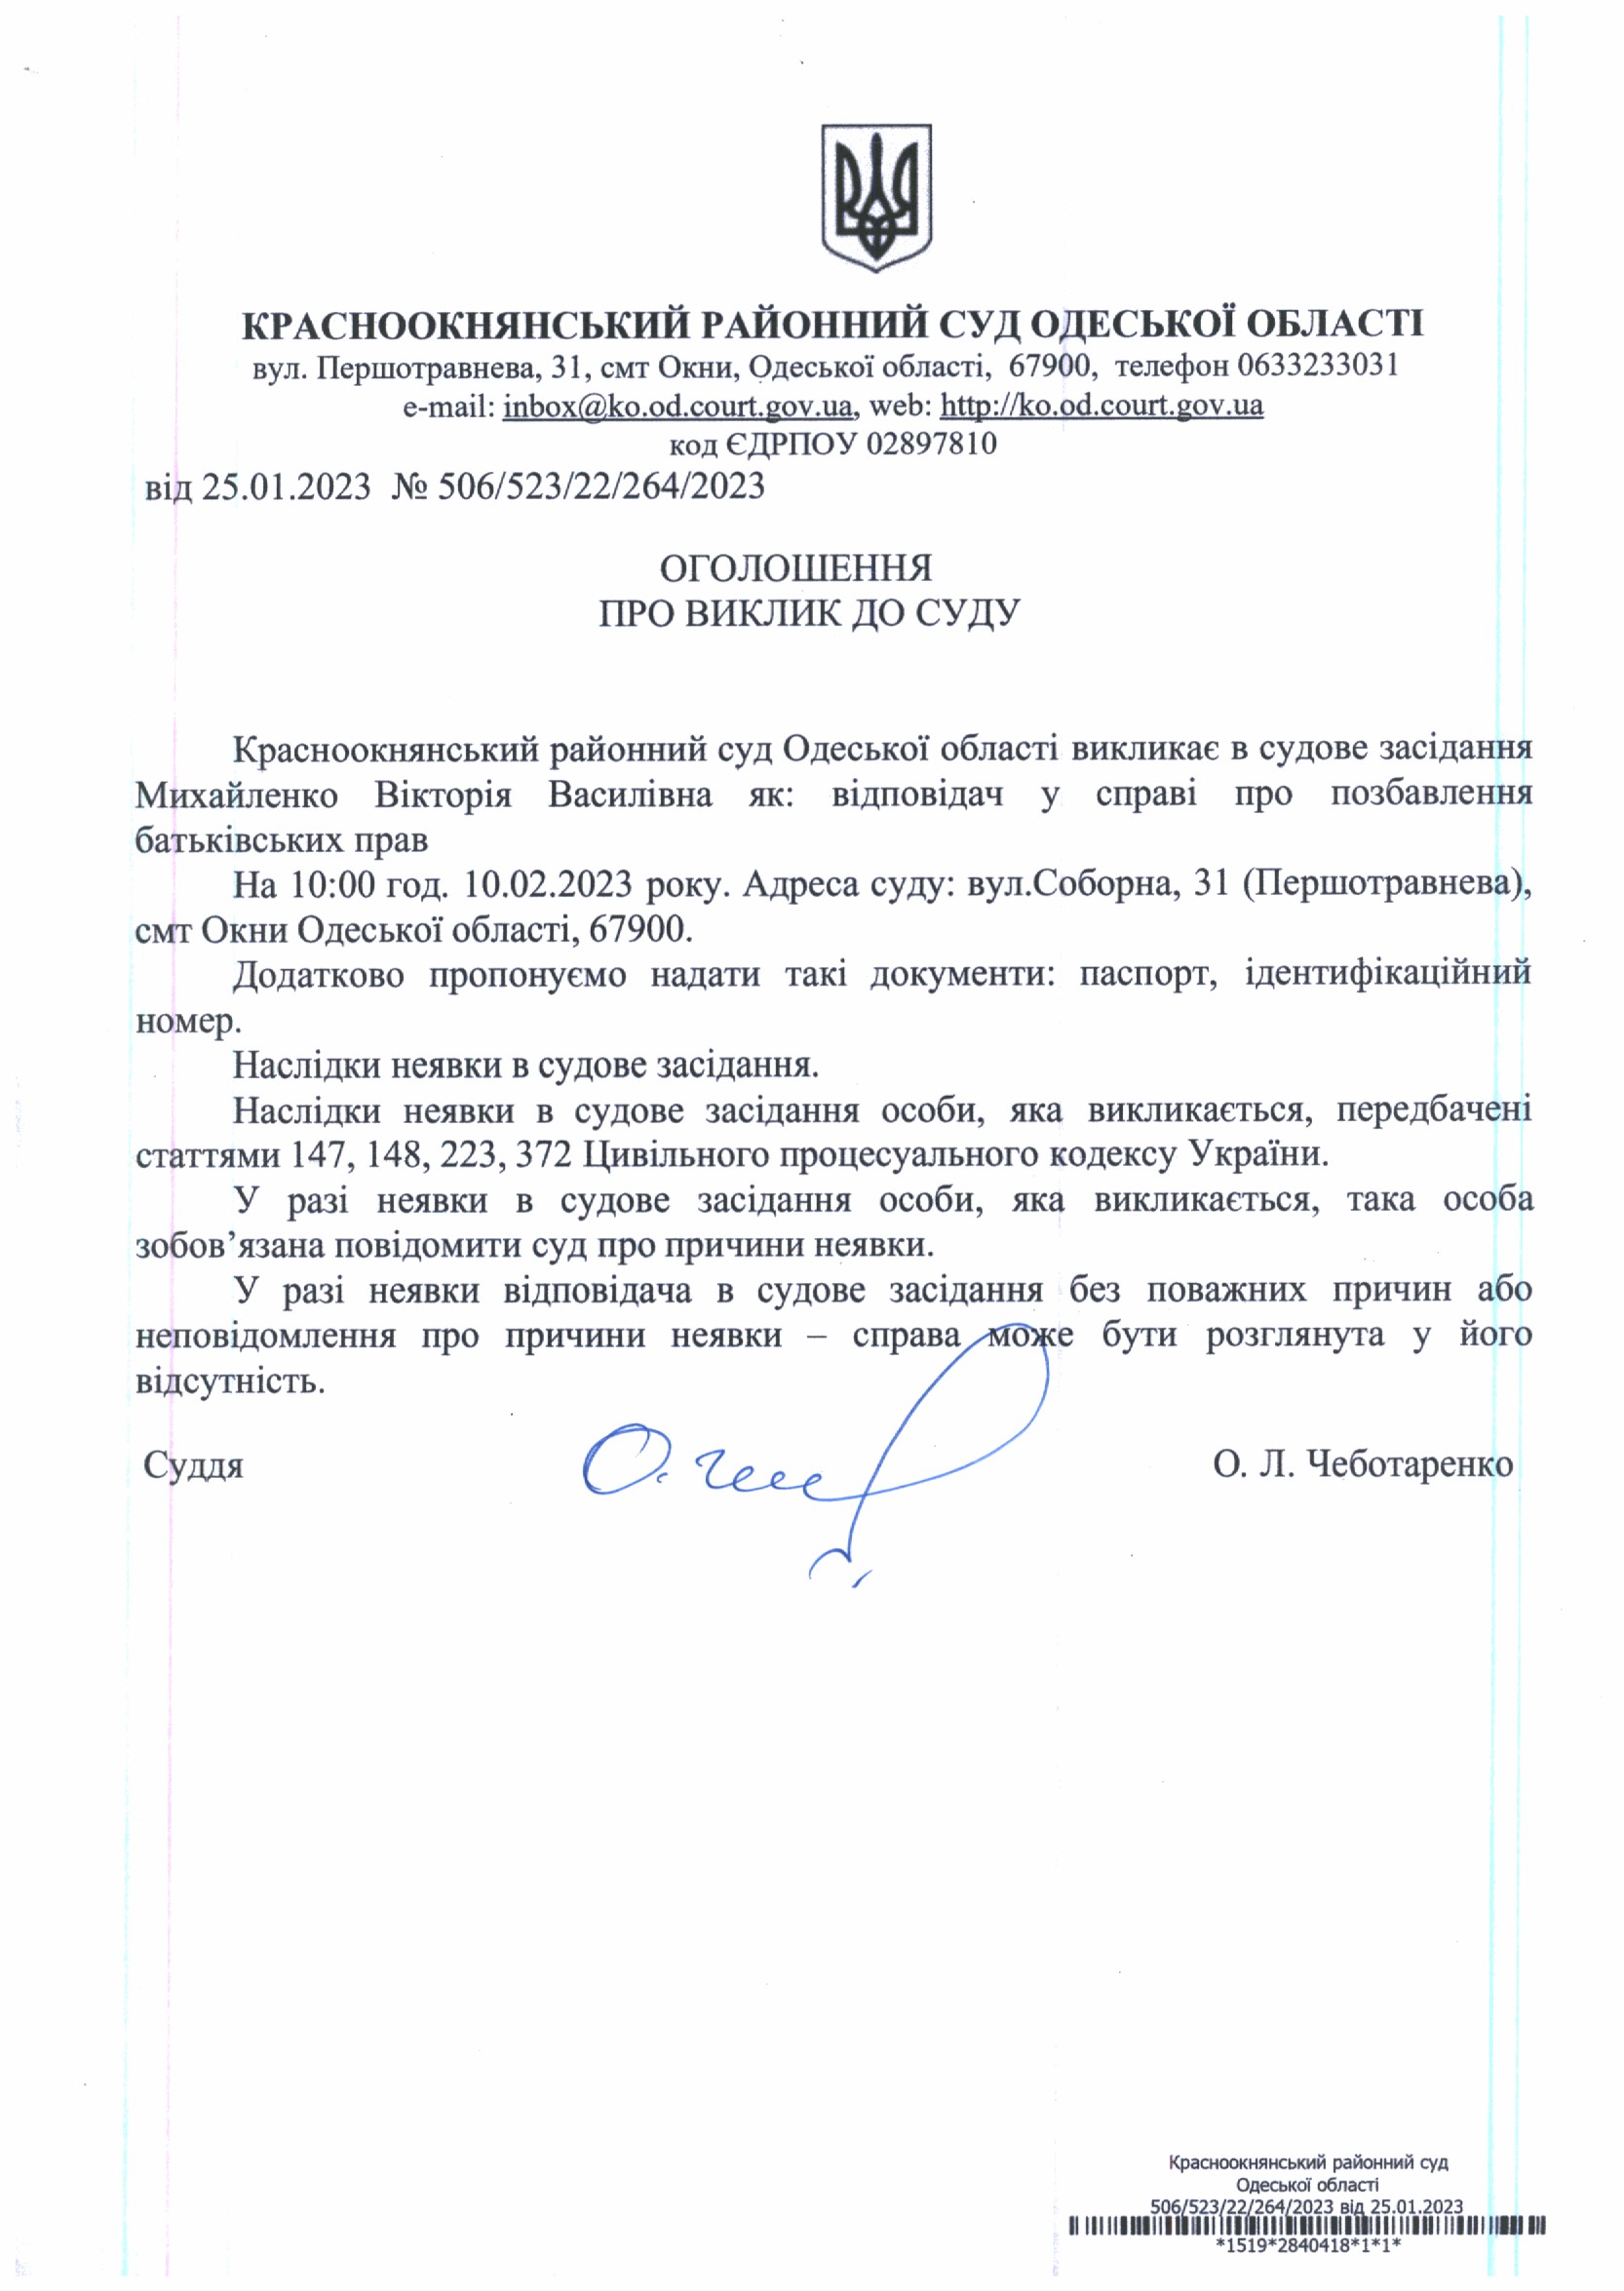 КРАСНООКНЯНСЬКИЙ РАЙОННИЙ СУД ОДЕСЬКОЇ ОБЛАСТІ
вул. Першотравнева, 31, смт Окни, Одеської області, 67900, телефон 0633233031
e-mail: inbox@ko.od.court.gov.ua, web: http://ko.od.court.gov.ua
код ЄДРПОУ 02897810
від 25.01.2023 № 506/523/22/264/2023
ОГОЛОШЕННЯ
ПРО ВИКЛИК ДО СУДУ
Красноокнянський районний суд Одеської області викликає в судове засідання
Михайленко Вікторія Василівна як: відповідач у справі про позбавлення
батьківських прав
На 10:00 год. 10.02.2023 року. Адреса суду: вул.Соборна, 31 (Першотравнева),
смт Окни Одеської області, 67900.
Додатково пропонуємо надати такі документи: паспорт, ідентифікаційний
номер.
Наслідки неявки в судове засідання.
Наслідки неявки в судове засідання особи, яка викликається, передбачені
статтями 147, 148, 223, 372 Цивільного процесуального кодексу України.
У разі неявки в судове засідання особи, яка викликається, така особа
зобов’язана повідомити суд про причини неявки.
У разі неявки відповідача в судове засідання без поважних причин або
неповідомлення про причини неявки – справа може бути розглянута у його
відсутність.
Суддя О. Л. Чеботаренко
Красноокнянський районний суд
Одеської області
506/523/22/264/2023 від 25.01.2023
*1519*2840418*1*1*